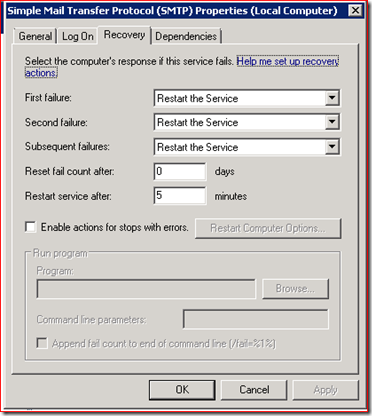 Simple Mail Transfer Protocol (SMTP) Properties (Local Computer)
General Log On Recovery Dependencies
Select the computer's response if this service fails. Help me set up recovery
actions.
First failure: Restart the Service
Second failure: Restart the Service
Subsequent failures: Restart the Service
Reset fail count after: 0 days
Restart service after: 5 minutes
Enable actions for stops with errors. Restart Computer Options...
Run program
Program:
Browse...
Command line parameters:
Append fail count to end of command line (/fail=%1%)
OK Cancel Apply